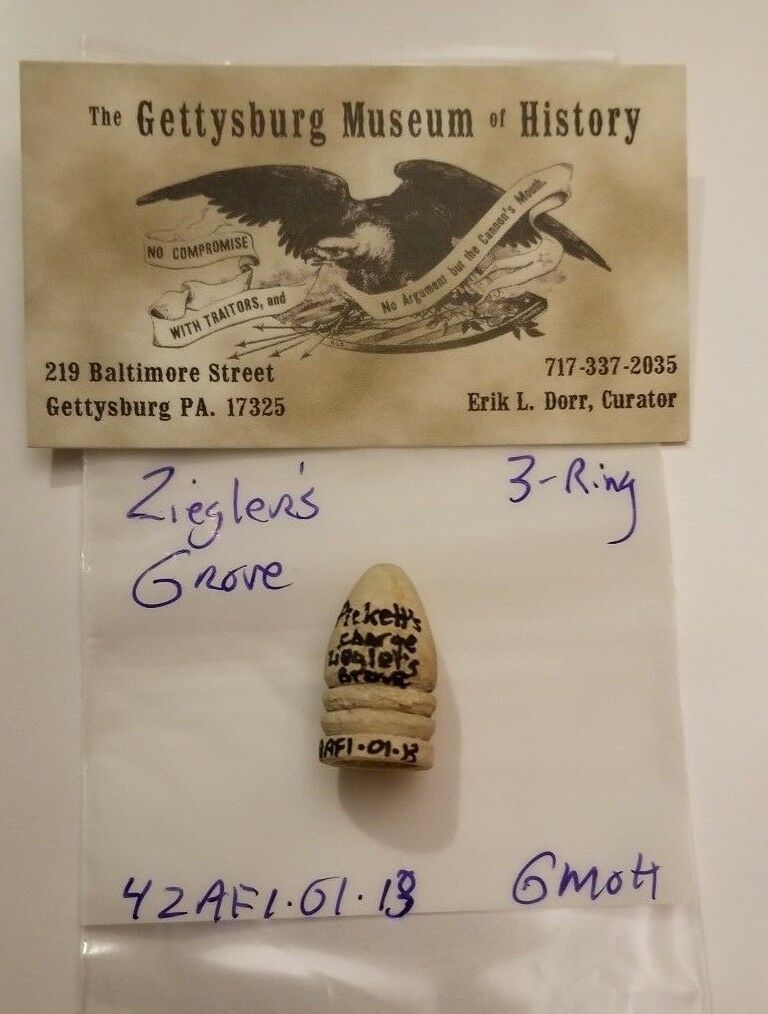 The Gettysburg Museum of History
NO COMPROMISE
WITH TRAITORS, and
No Argument but the Cannon's Mouth.
219 Baltimore Street
Gettysburg PA. 17325
717-337-2035
Erik L. Dorr, Curator
Ziegler's
Grove
3-Ring
Pickett's
charge
Ziegler's
Grove
AF1.01.13
42AF1.01.13
GMOH